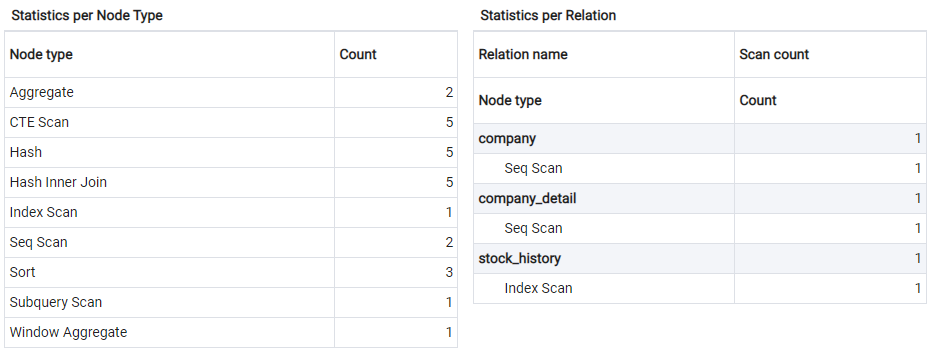 Statistics per Node Type
Node type Count
Aggregate 2
CTE Scan 5
Hash 5
Hash Inner Join 5
Index Scan 1
Seq Scan 2
Sort 3
Subquery Scan 1
Window Aggregate 1
Statistics per Relation
Relation name Scan count
Node type Count
company 1
Seq Scan 1
company_detail 1
Seq Scan 1
stock_history 1
Index Scan 1